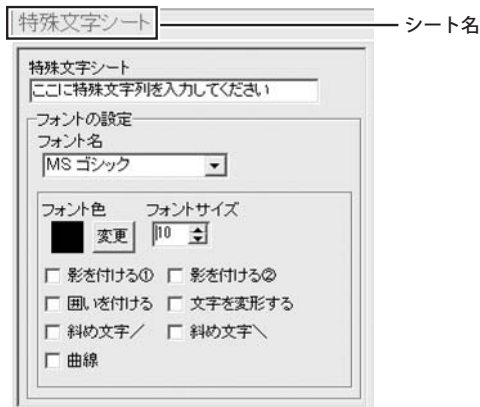 特殊文字シート
シート名
特殊文字シート
ここに特殊文字列を入力してください
フォントの設定
フォント名
MS ゴシック
フォント色 フォントサイズ
変更 10
影を付ける① 影を付ける②
囲いを付ける 文字を変形する
斜め文字／ 斜め文字＼
曲線